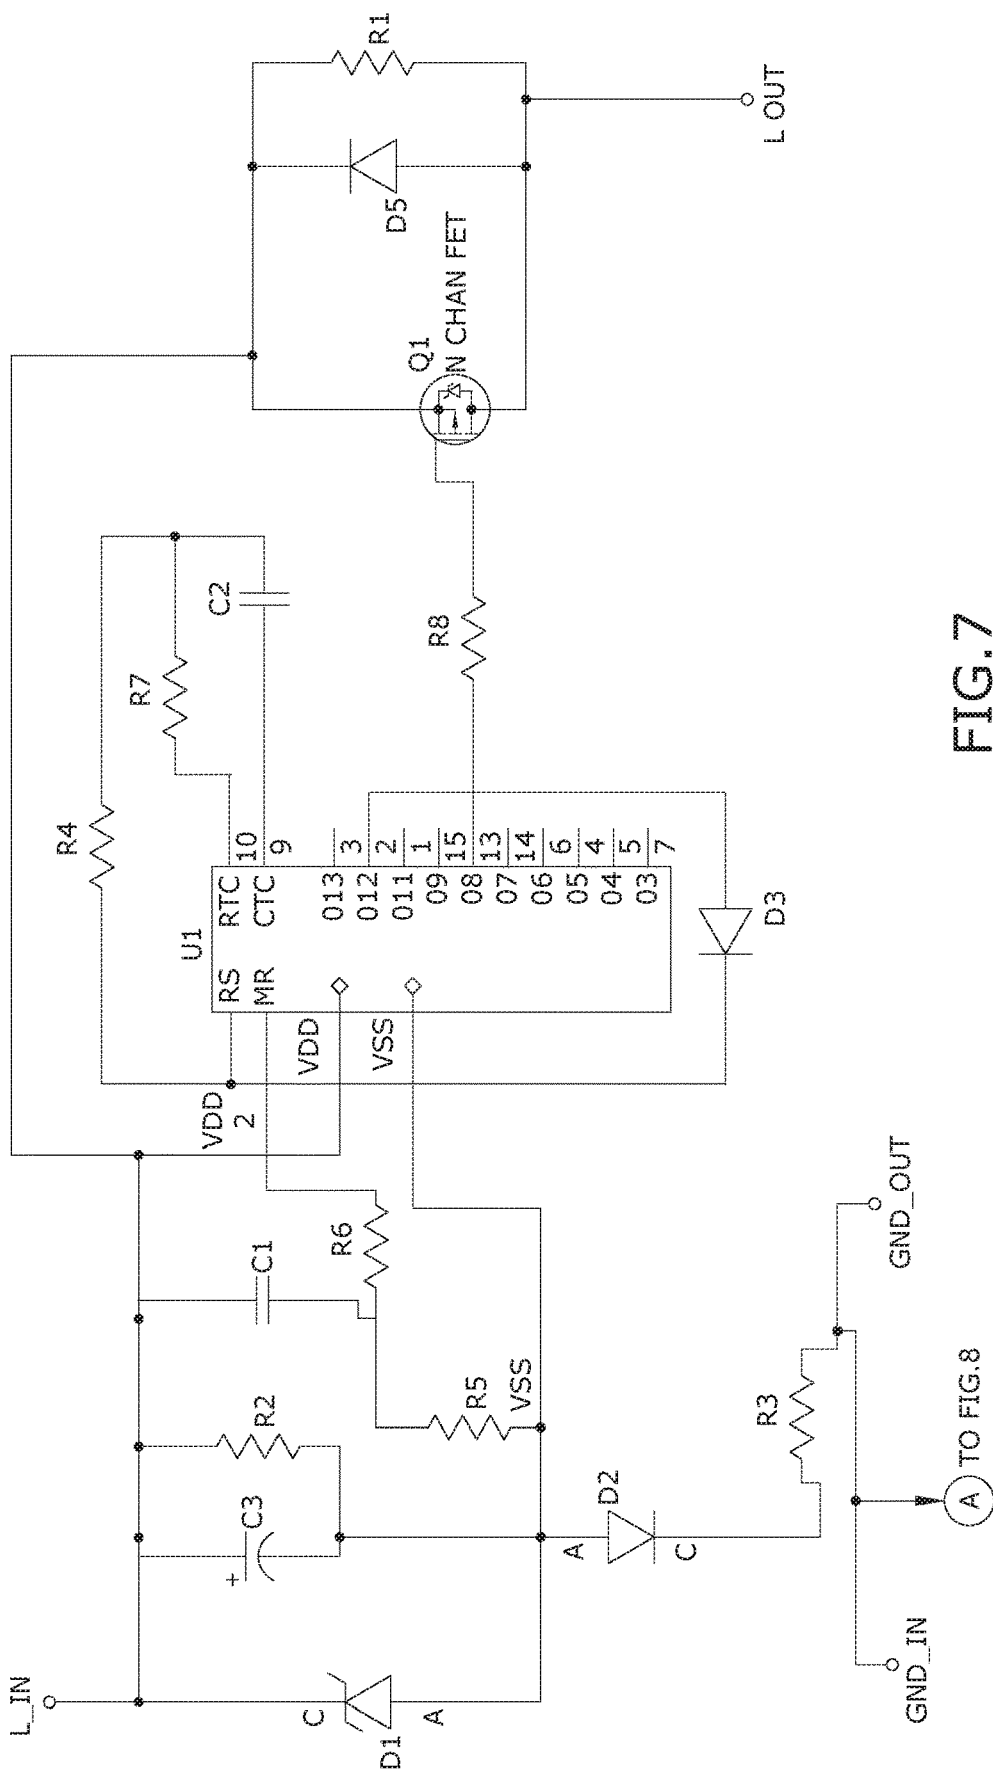 L_IN
C
D1
A
+
C3
R2
C1
R6
R5
VSS
A
D2
C
R3
GND_IN
A TO FIG.8
GND_OUT
VDD
2
VDD
VSS
U1
RS
MR
RTC
CTC
013
012
011
09
08
07
06
05
04
03
10
9
3
2
1
15
13
14
6
4
5
7
D3
R4
R7
C2
R8
Q1
N CHAN FET
D5
R1
L OUT
FIG.7